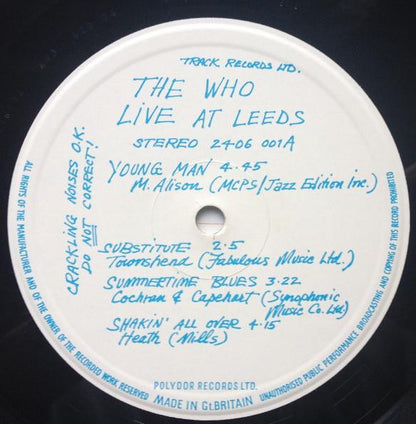 TRACK RECORDS LTD.
THE WHO
LiVE AT LEEDS
STEREO 2406 001A
CRACKLING NOISES O.K.
DO NOT CORRECT!
YOUNG MAN 4.45
M. Alison (MCPS/Jazz Edition Inc.)
SUBSTITUTE 2.5
Townshend (Fabulous Music Ltd.)
SUMMERTIME BLUES 3.22
Cochran & Capehart (Synophonic
Music Co. Ltd)
SHAKIN' ALL OVER 4.15
Heath (Mills)
POLYDOR RECORDS LTD.
MADE IN Gt. BRITAIN
ALL RIGHTS OF THE MANUFACTURER AND OF THE OWNER OF THE RECORDED WORK RESERVED
UNAUTHORISED PUBLIC PERFORMANCE BROADCASTING AND COPYING OF THIS RECORD PROHIBITED